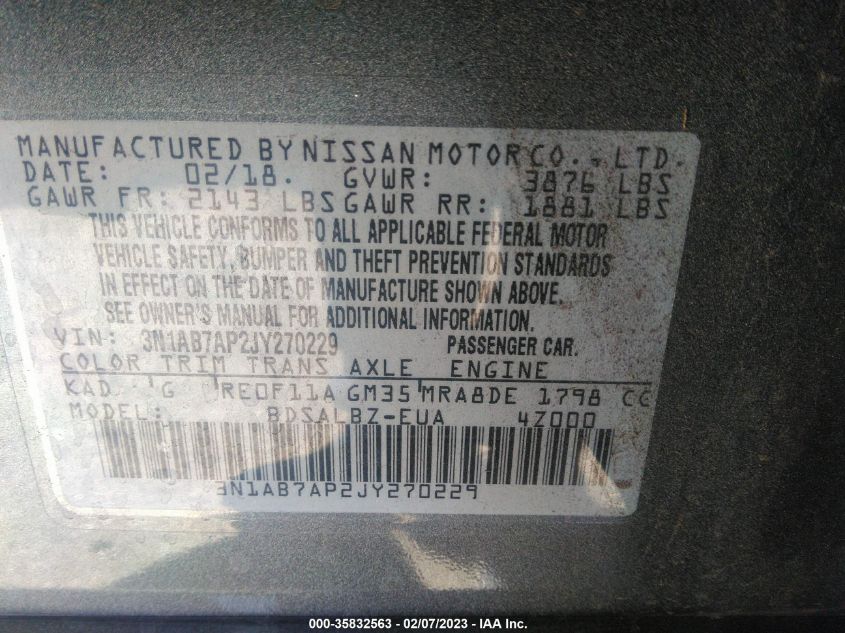 MANUFACTURED BY NISSAN MOTOR CO., LTD.
DATE: 02/18. GVWR: 3876 LBS
GAWR FR: 2143 LBS GAWR RR: 1881 LBS
THIS VEHICLE CONFORMS TO ALL APPLICABLE FEDERAL MOTOR
VEHICLE SAFETY, BUMPER AND THEFT PREVENTION STANDARDS
IN EFFECT ON THE DATE OF MANUFACTURE SHOWN ABOVE.
SEE OWNER'S MANUAL FOR ADDITIONAL INFORMATION.
VIN: 3N1AB7AP2JY270229 PASSENGER CAR.
COLOR TRIM TRANS AXLE ENGINE
KAD 'G RE0F11A GM35'MRA8DE 1798 CC
MODEL: BDSALBZ-EUA 4Z000
3N1AB7AP2JY270229
000-35832563 - 02/07/2023 - IAA Inc.